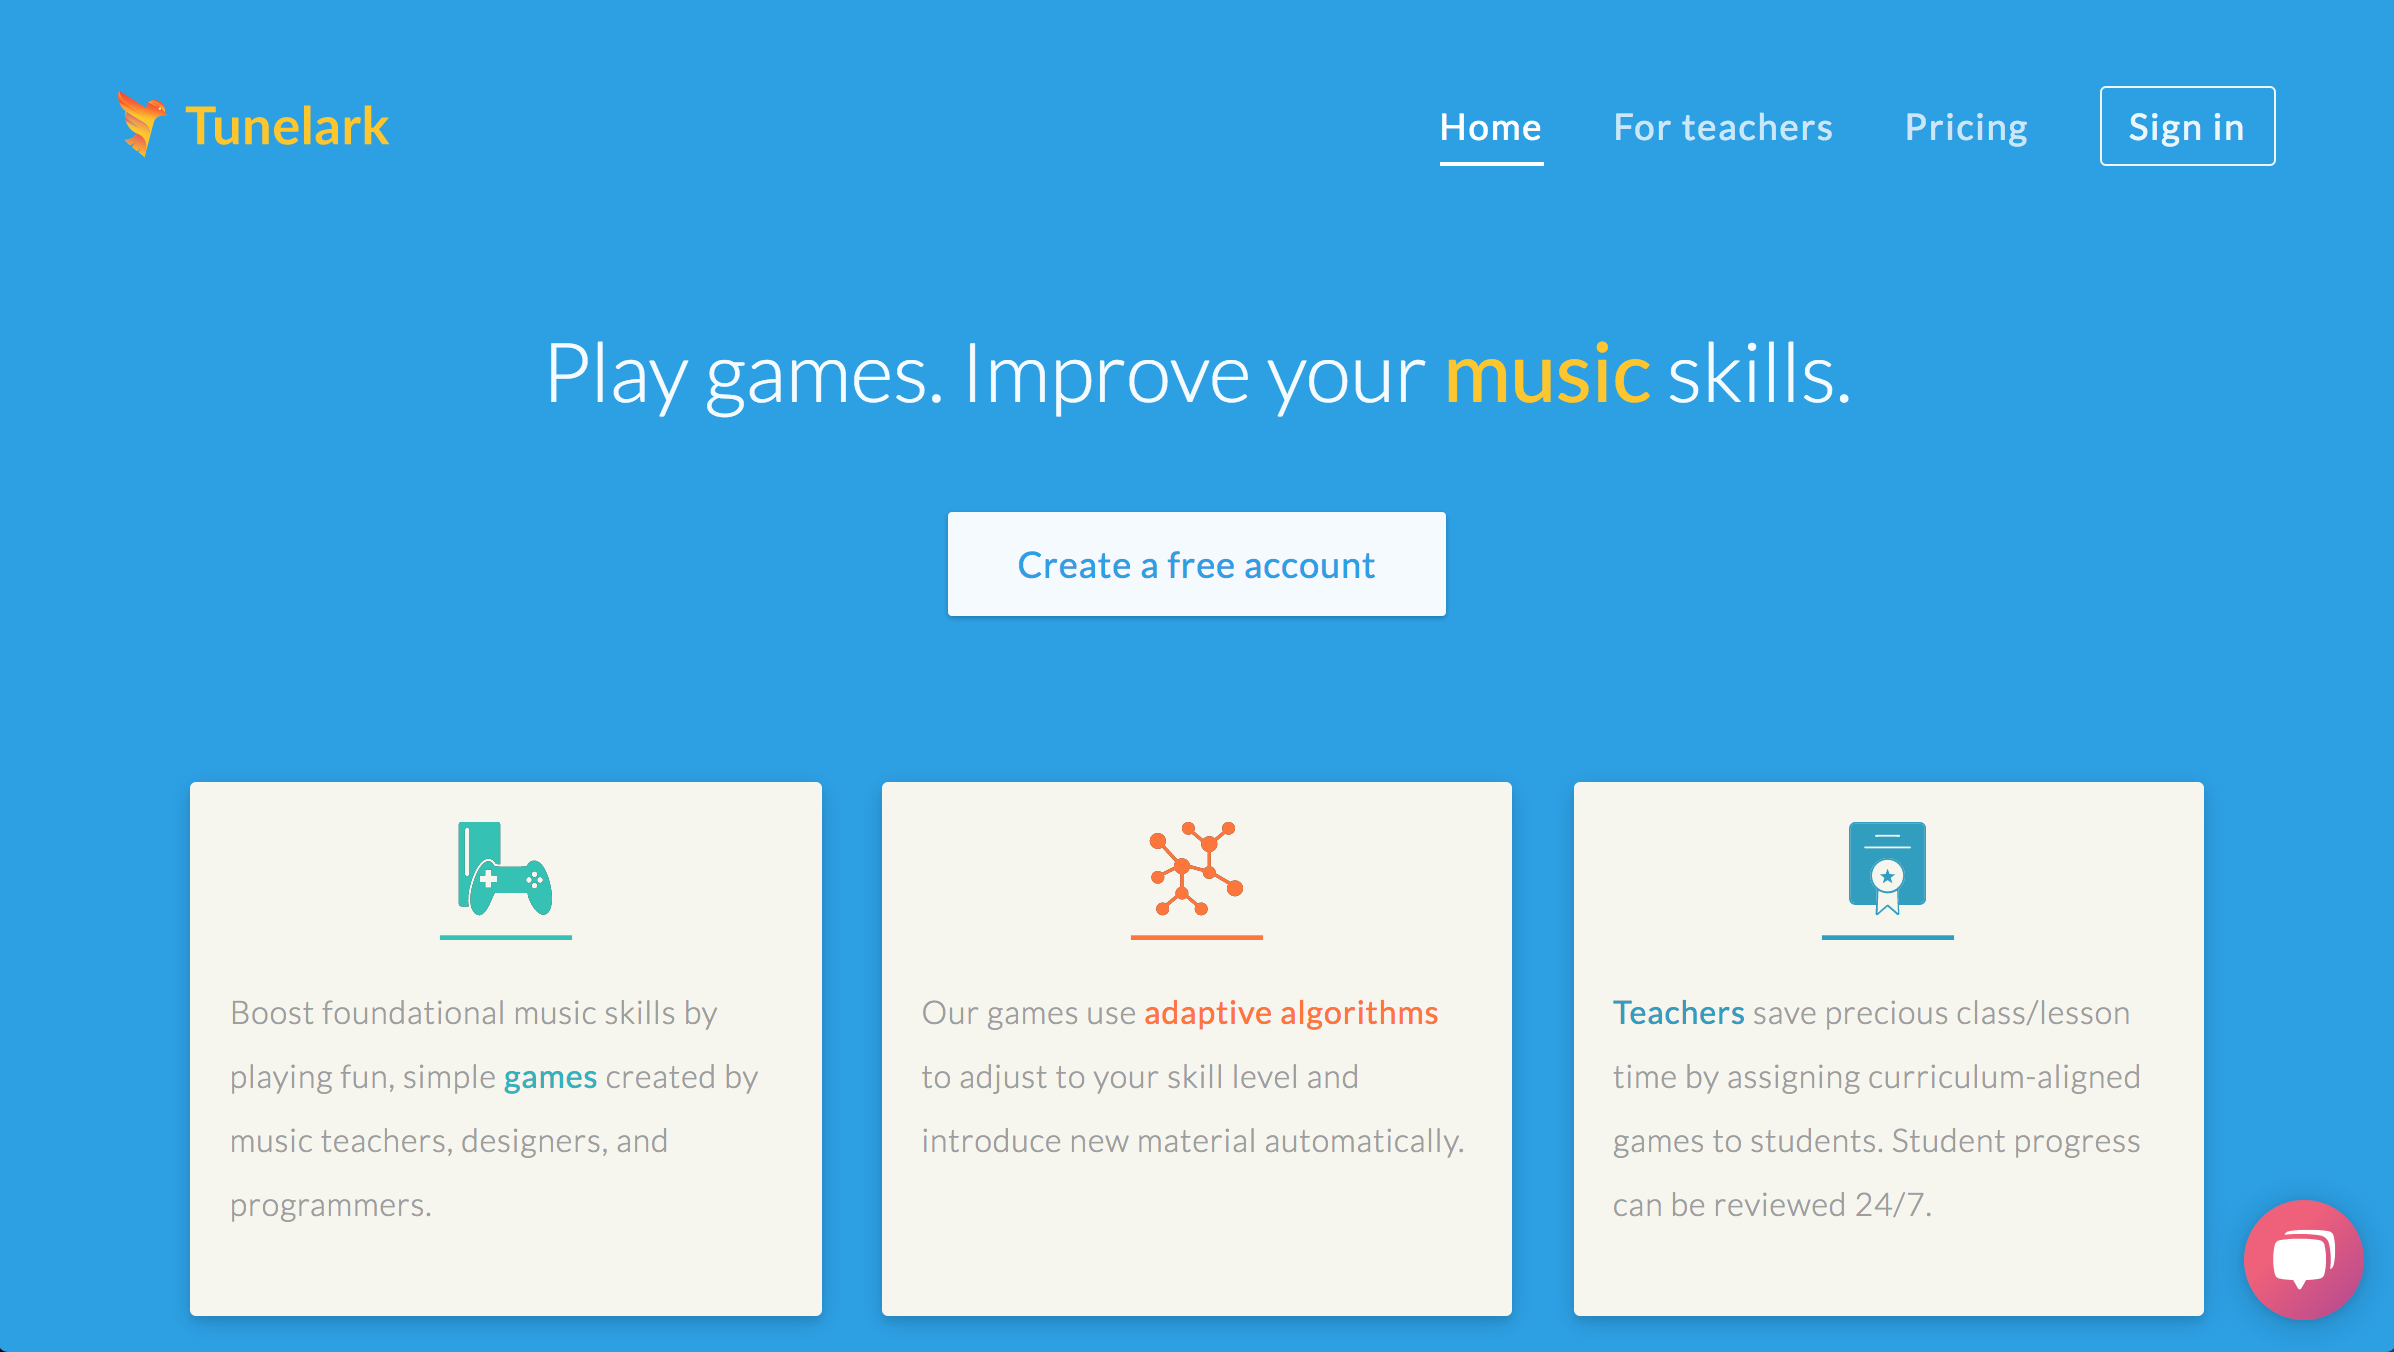 Tunelark
Home
For teachers
Pricing
Sign in
Play games. Improve your music skills.
Create a free account
Boost foundational music skills by
playing fun, simple games created by
music teachers, designers, and
programmers.
Our games use adaptive algorithms
to adjust to your skill level and
introduce new material automatically.
Teachers save precious class/lesson
time by assigning curriculum-aligned
games to students. Student progress
can be reviewed 24/7.